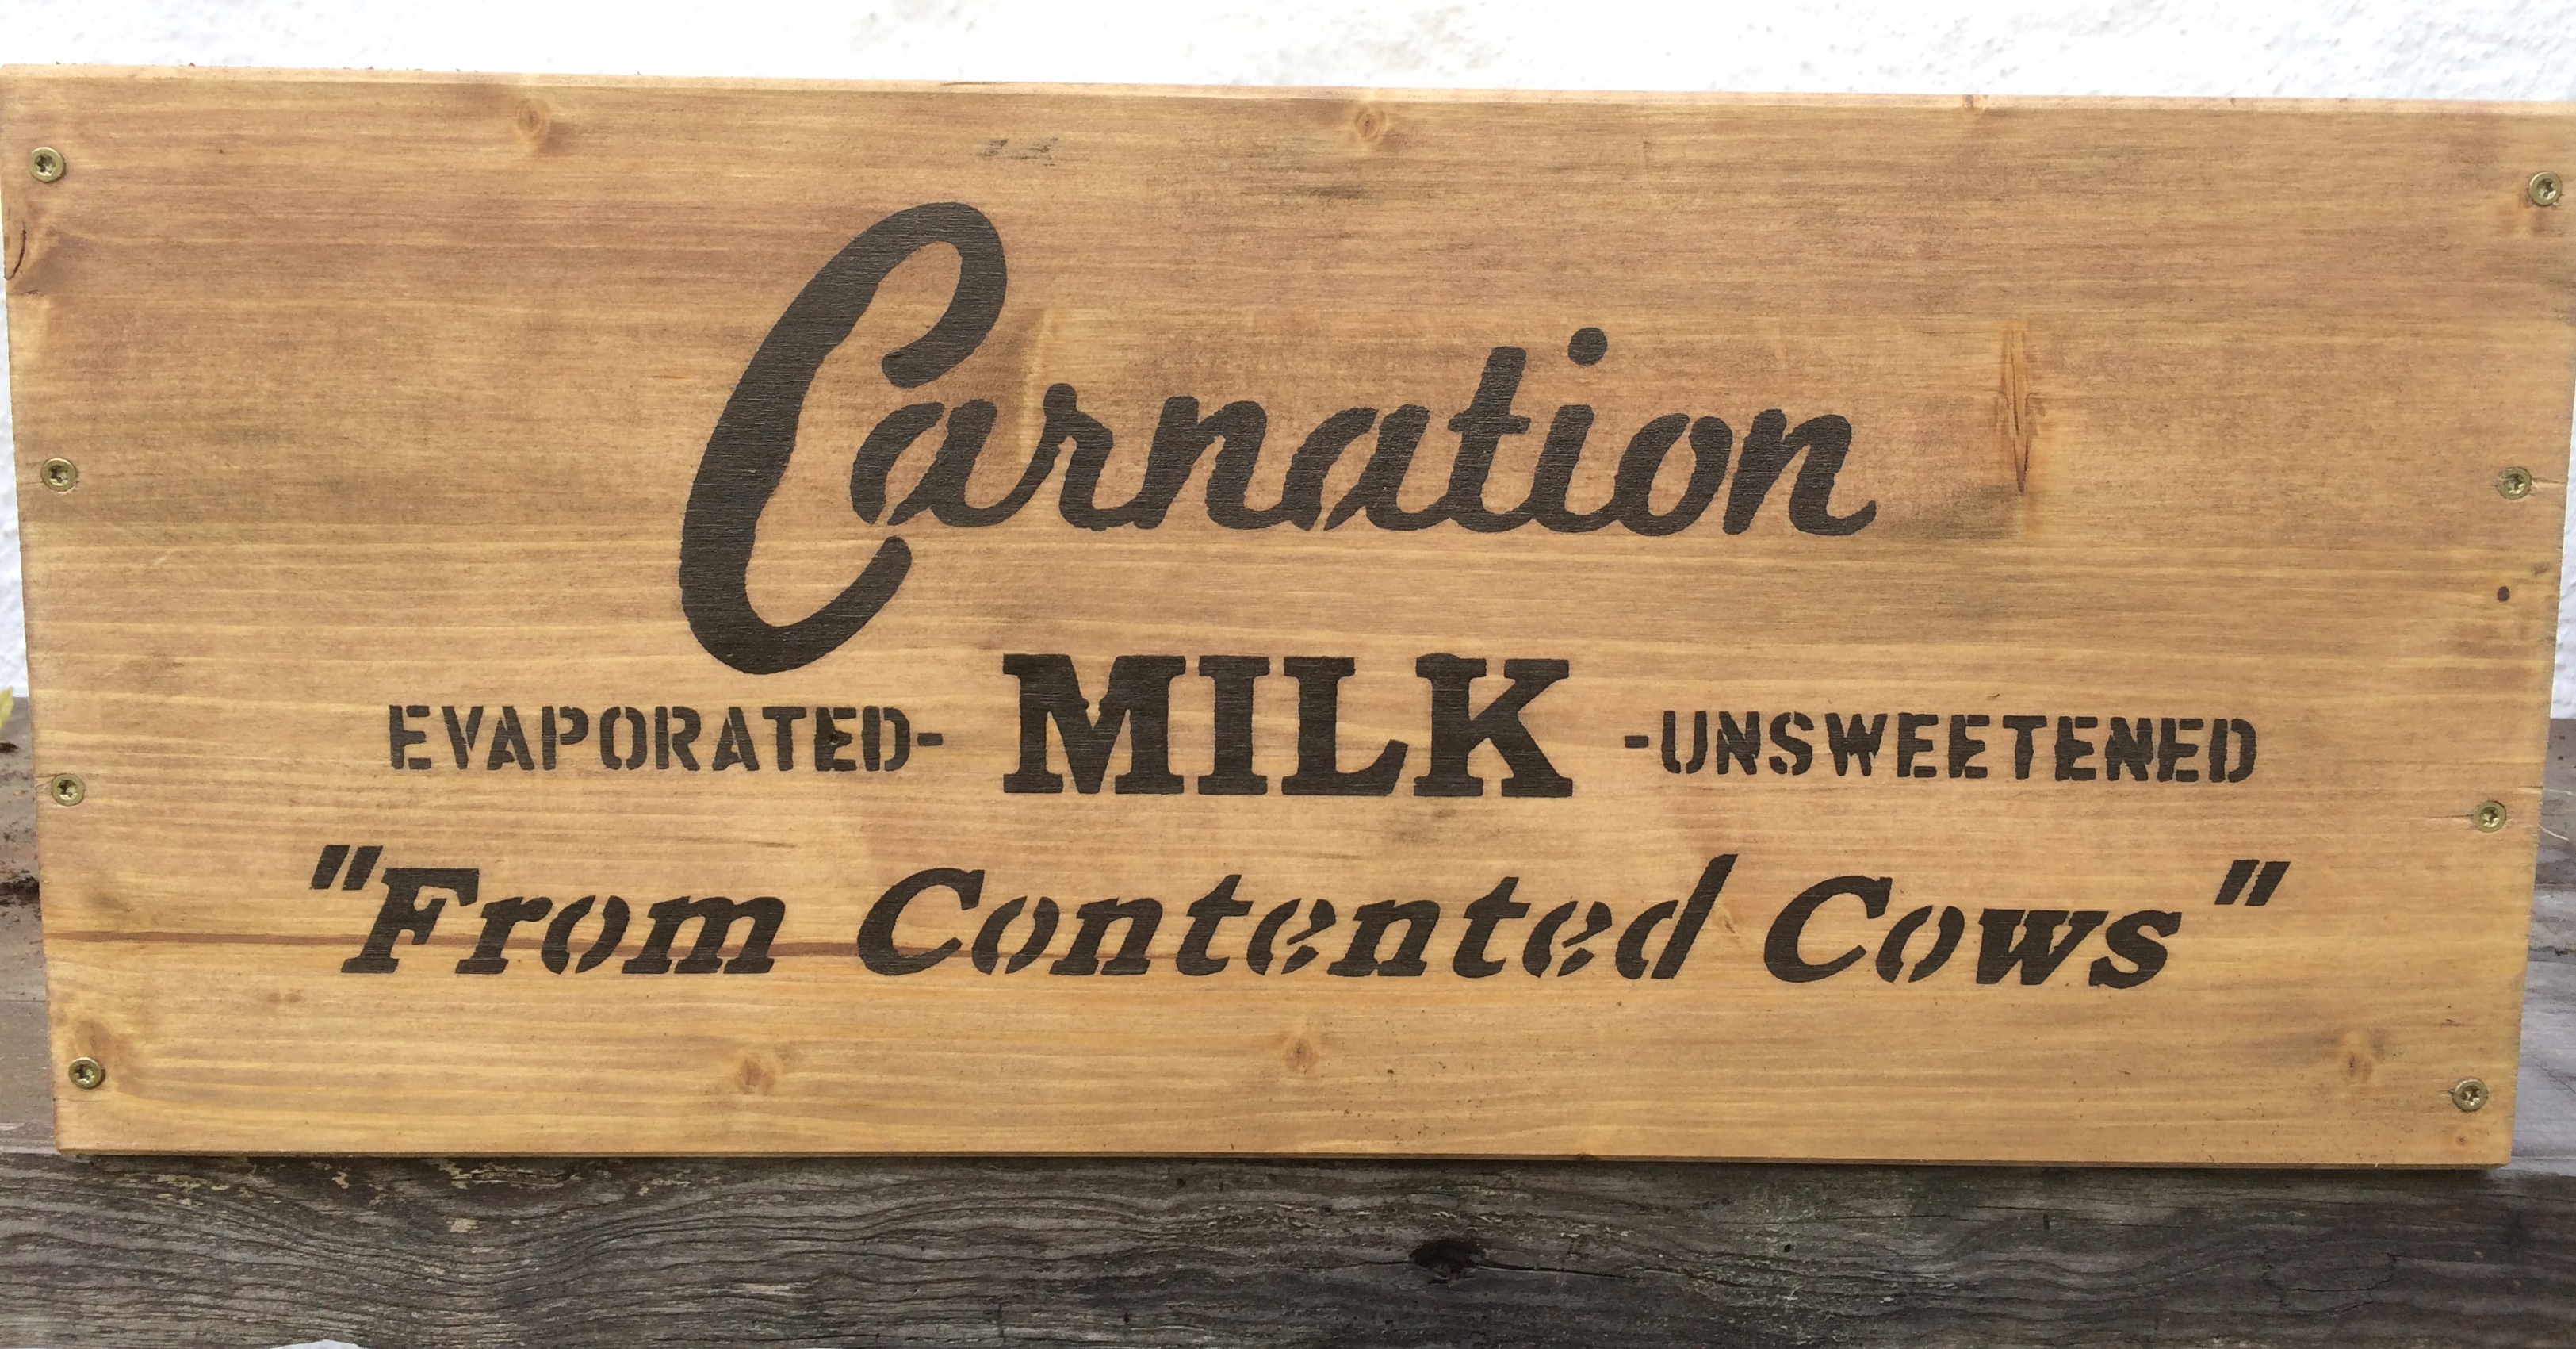 Carnation
EVAPORATED- MILK -UNSWEETENED
"From Contented Cows"